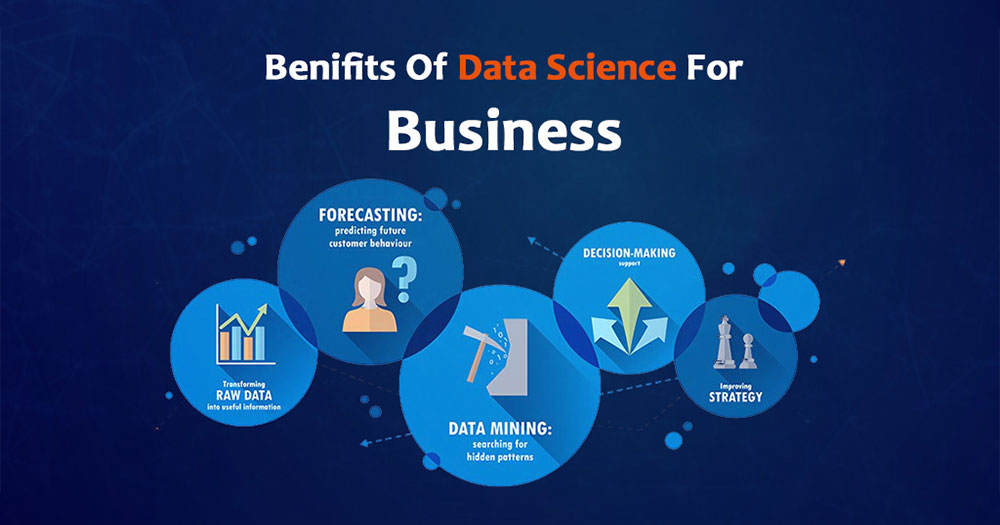 Benifits Of Data Science For
Business
Transforming
RAW DATA
into useful information
FORECASTING:
predicting future
customer behaviour
?
DATA MINING:
searching for
hidden patterns
DECISION-MAKING
support
Improving
STRATEGY